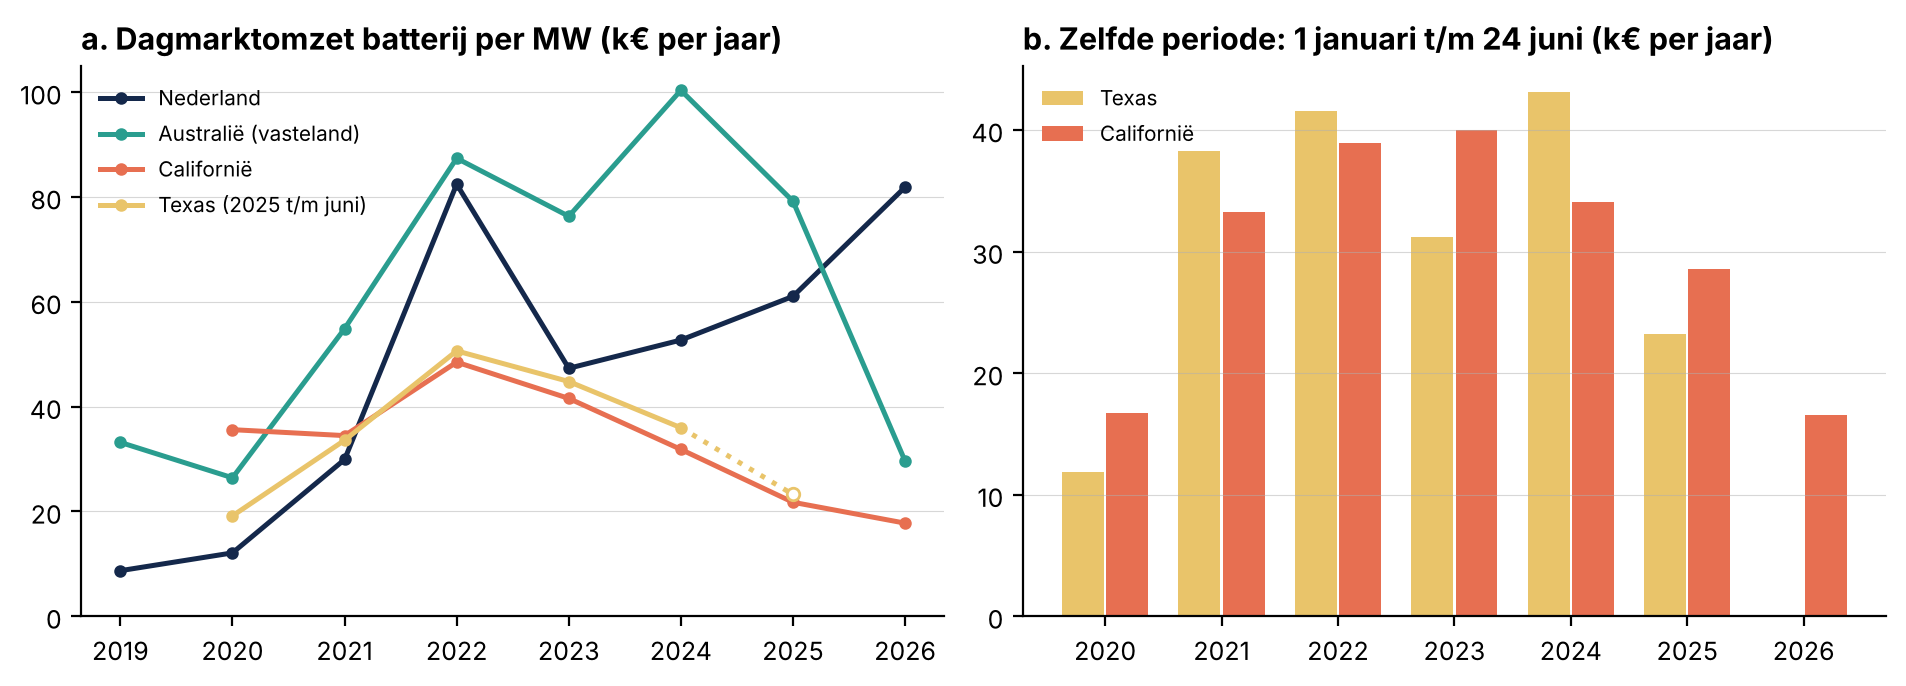 a. Dagmarktomzet batterij per MW (k€ per jaar)
100
80
60
40
20
0
Nederland
Australië (vasteland)
Californië
Texas (2025 t/m juni)
2019 2020 2021 2022 2023 2024 2025 2026
b. Zelfde periode: 1 januari t/m 24 juni (k€ per jaar)
40
30
20
10
0
Texas
Californië
2020 2021 2022 2023 2024 2025 2026